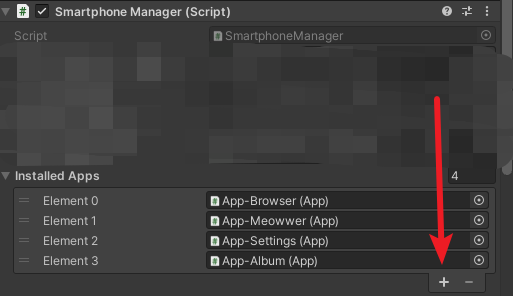 Smartphone Manager (Script)
Script SmartphoneManager
Installed Apps 4
Element 0 App-Browser (App)
Element 1 App-Meowwer (App)
Element 2 App-Settings (App)
Element 3 App-Album (App)
+ −